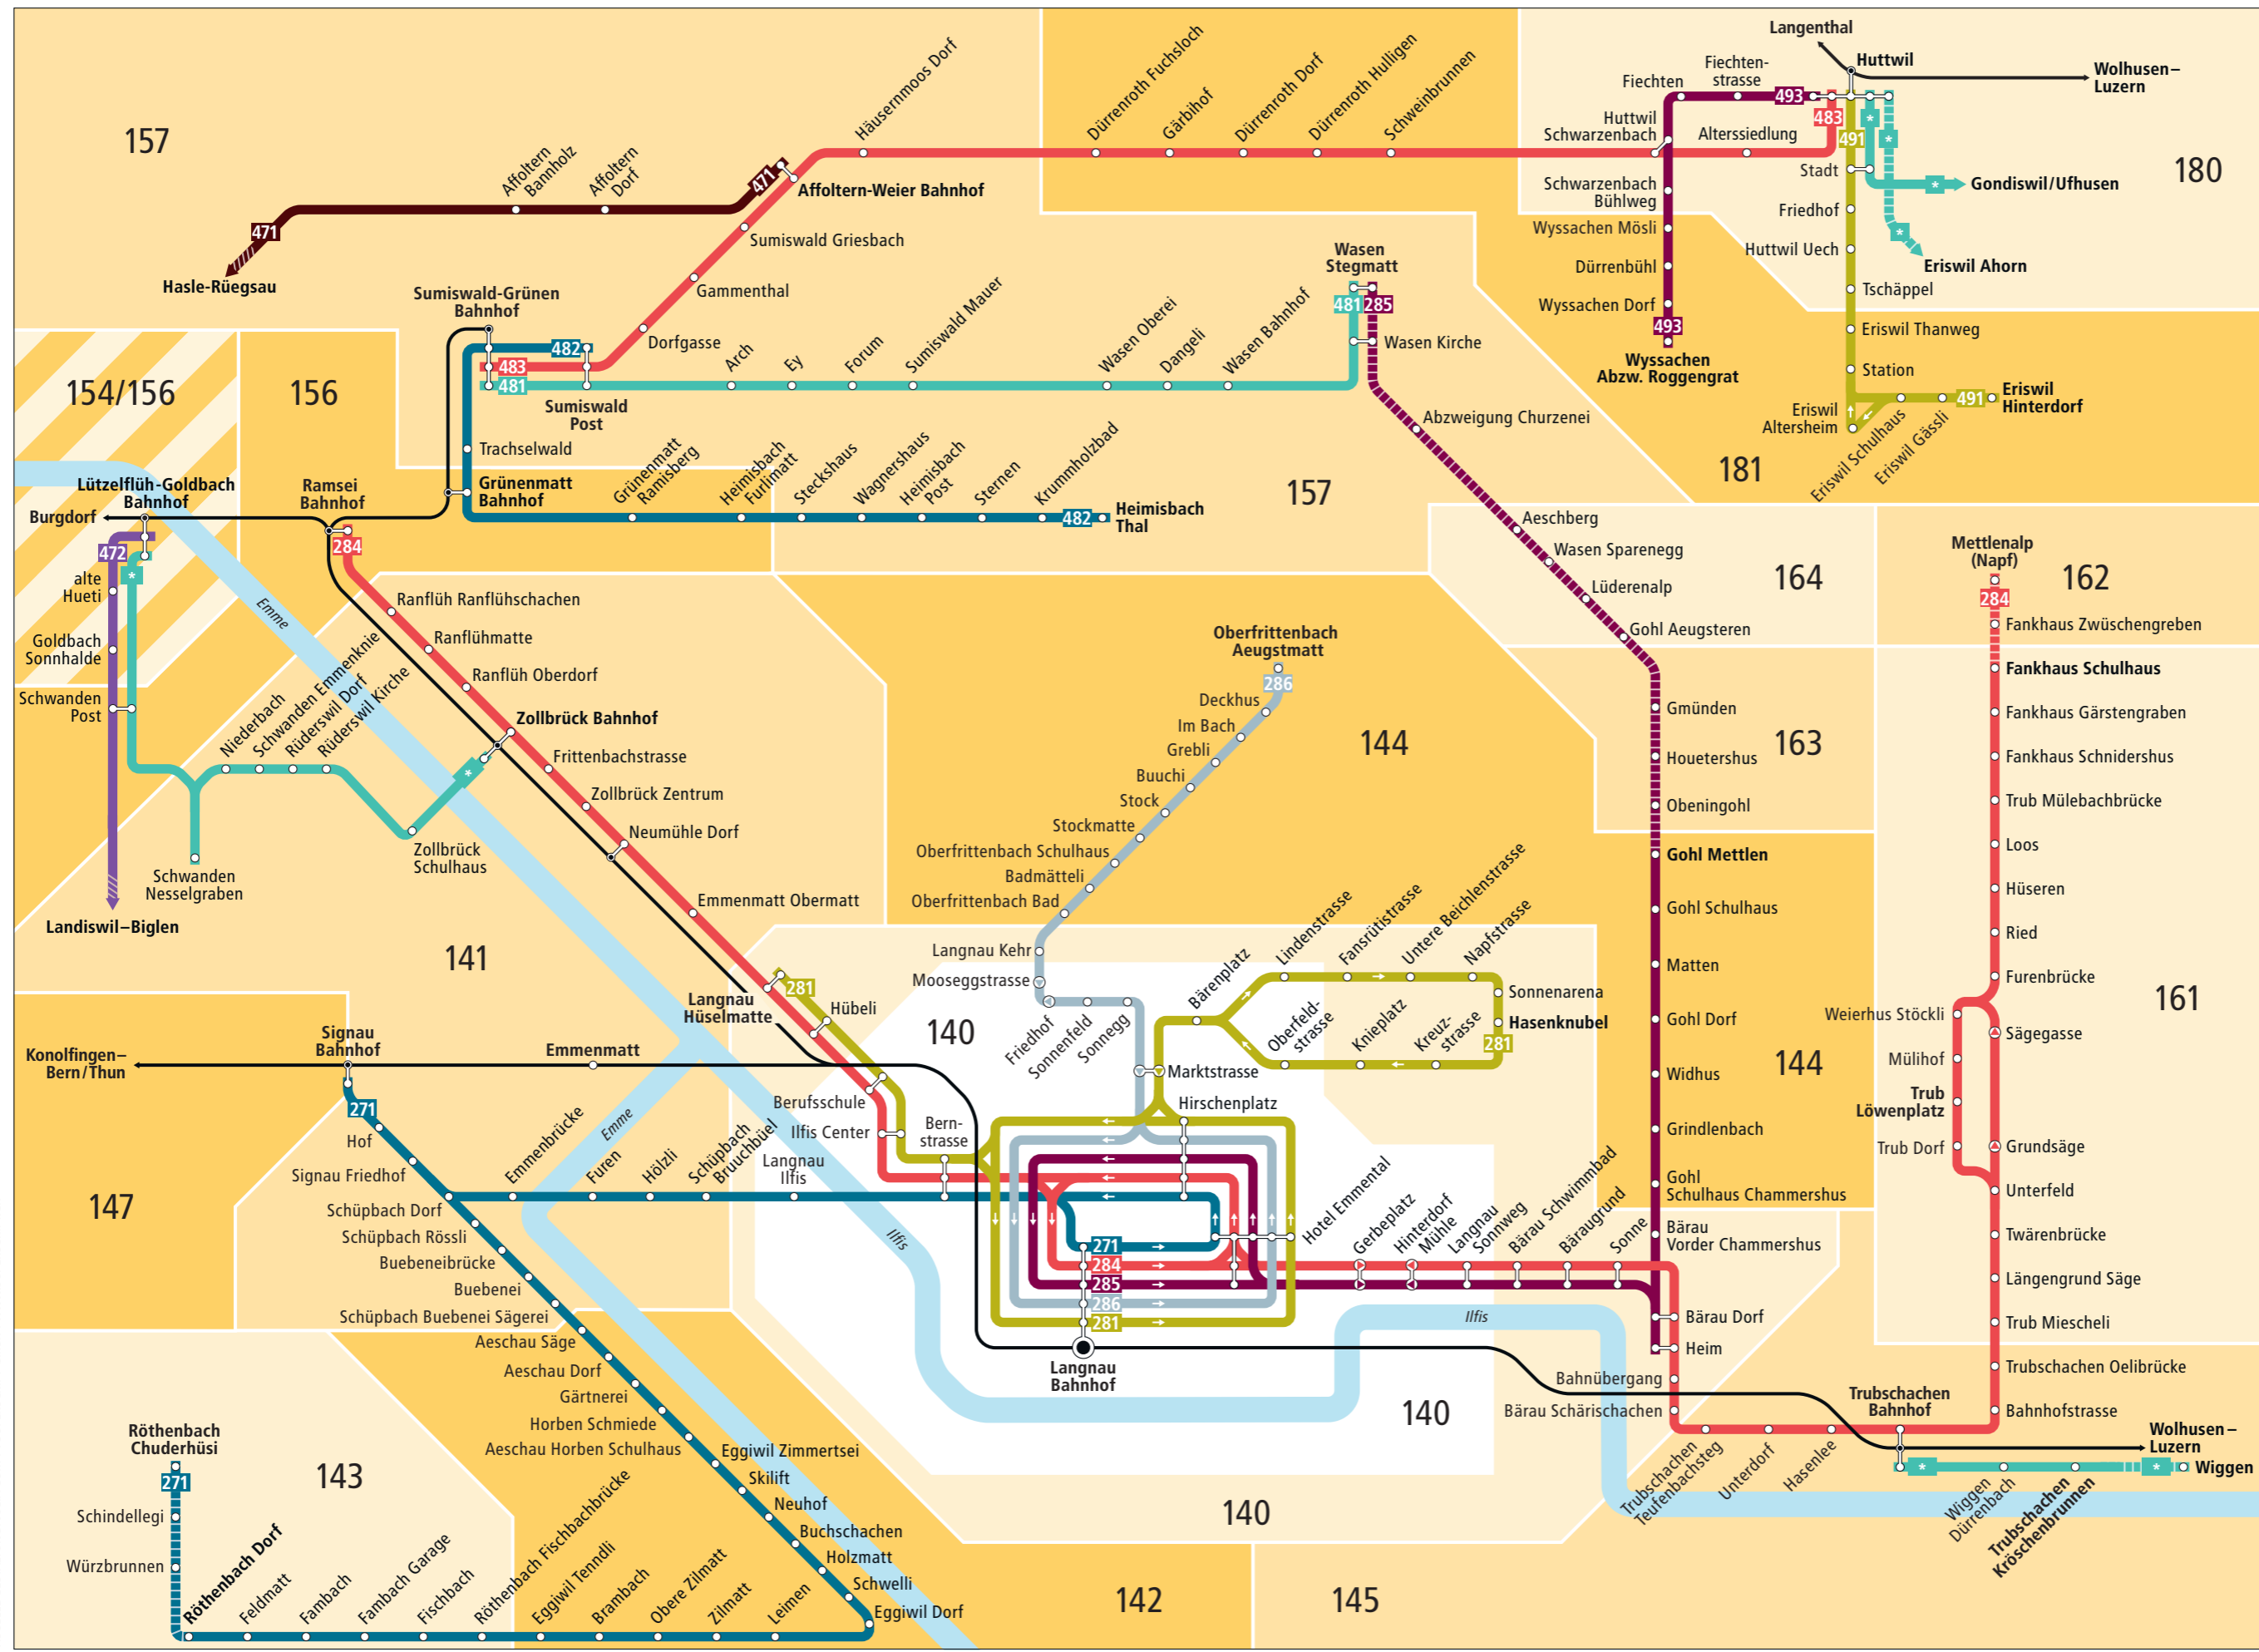 Langenthal
Huttwil
Wolhusen–
Luzern
Fiechten-
strasse
Fiechten
493
483
491
Huttwil
Schwarzenbach
Alterssiedlung
Stadt
Schwarzenbach
Bühlweg
Gondiswil/Ufhusen
180
Friedhof
Wyssachen Mösli
Huttwil Uech
Eriswil Ahorn
Dürrenbühl
Tschäppel
Wyssachen Dorf
493
Eriswil Thanweg
Wyssachen
Abzw. Roggengrat
Station
491
Eriswil
Hinterdorf
Eriswil
Altersheim
Eriswil Schulhaus
Eriswil Gässli
181
157
Häusernmoos Dorf
Dürrenroth Fuchsloch
Gärbihof
Dürrenroth Dorf
Dürrenroth Hulligen
Schweinbrunnen
Affoltern
Bannholz
Affoltern
Dorf
471
Affoltern-Weier Bahnhof
471
Hasle-Rüegsau
Sumiswald Griesbach
Gammenthal
Dorfgasse
Sumiswald-Grünen
Bahnhof
482
483
481
Sumiswald
Post
Arch
Ey
Forum
Sumiswald Mauer
Wasen Oberei
Dangeli
Wasen Bahnhof
Wasen
Stegmatt
481
285
Wasen Kirche
Abzweigung Churzenei
157
154/156
156
Trachselwald
Grünenmatt
Bahnhof
Grünenmatt
Ramisberg
Heimisbach
Furlimatt
Steckshaus
Wagnershaus
Heimisbach
Post
Sternen
Krummholzbad
482
Heimisbach
Thal
Lützelflüh-Goldbach
Bahnhof
Burgdorf
472
alte
Hueti
Goldbach
Sonnhalde
Schwanden
Post
Ramsei
Bahnhof
284
Emme
Ranflüh Ranflühschachen
Ranflühmatte
Ranflüh Oberdorf
Zollbrück Bahnhof
Frittenbachstrasse
Zollbrück Zentrum
Neumühle Dorf
Emmenmatt Obermatt
Niederbach
Schwanden Emmenknie
Rüderswil Dorf
Rüderswil Kirche
Zollbrück
Schulhaus
Schwanden
Nesselgraben
Landiswil–Biglen
141
Aeschberg
Wasen Sparenegg
Lüderenalp
Gohl Aeugsteren
164
Gmünden
Houetershus
Obeningohl
163
Gohl Mettlen
Gohl Schulhaus
Matten
Gohl Dorf
Widhus
Grindlenbach
Gohl
Schulhaus Chammershus
Bärau
Vorder Chammershus
144
Mettlenalp
(Napf)
284
162
Fankhaus Zwüschengreben
Fankhaus Schulhaus
Fankhaus Gärstengraben
Fankhaus Schnidershus
Trub Mülebachbrücke
Loos
Hüseren
Ried
Furenbrücke
161
Weierhus Stöckli
Sägegasse
Mülihof
Trub
Löwenplatz
Trub Dorf
Grundsäge
Unterfeld
Twärenbrücke
Längengrund Säge
Trub Miescheli
Trubschachen Oelibrücke
Bahnhofstrasse
Oberfrittenbach
Aeugstmatt
286
Deckhus
Im Bach
Grebli
Buuchi
Stock
Stockmatte
Oberfrittenbach Schulhaus
Badmätteli
Oberfrittenbach Bad
Langnau Kehr
Mooseggstrasse
144
140
Friedhof
Sonnenfeld
Sonnegg
Bärenplatz
Lindenstrasse
Fansrütistrasse
Untere Beichlenstrasse
Napfstrasse
Sonnenarena
Hasenknubel
281
Oberfeld-
strasse
Knieplatz
Kreuz-
strasse
Marktstrasse
Hirschenplatz
Langnau
Hüselmatte
281
Hübeli
Berufsschule
Ilfis Center
Bern-
strasse
Langnau
Ilfis
Konolfingen–
Bern/Thun
Signau
Bahnhof
Emmenmatt
271
Hof
Signau Friedhof
147
Emme
Emmenbrücke
Furen
Hölzli
Schüpbach
Bruuchbüel
Schüpbach Dorf
Schüpbach Rössli
Buebeneibrücke
Buebenei
Schüpbach Buebenei Sägerei
Aeschau Säge
Aeschau Dorf
Gärtnerei
Horben Schmiede
Aeschau Horben Schulhaus
Eggiwil Zimmertsei
Skilift
Neuhof
Buchschachen
Holzmatt
Schwelli
Eggiwil Dorf
Ilfis
271
284
285
286
281
Langnau
Bahnhof
Hotel Emmental
Gerbeplatz
Hinterdorf
Mühle
Langnau
Sonnweg
Bärau Schwimmbad
Bäraugrund
Sonne
Ilfis
Bärau Dorf
Heim
Bahnübergang
Bärau Schärischachen
140
140
Trubschachen
Teufenbachsteg
Unterdorf
Hasenlee
Trubschachen
Bahnhof
Wolhusen–
Luzern
Wiggen
Wiggen
Dürrenbach
Trubschachen
Kröschenbrunnen
Röthenbach
Chuderhüsi
271
Schindellegi
Würzbrunnen
143
Röthenbach Dorf
Feldmatt
Fambach
Fambach Garage
Fischbach
Röthenbach Fischbachbrücke
Eggiwil Tenndli
Brambach
Obere Zilmatt
Zilmatt
Leimen
142
145